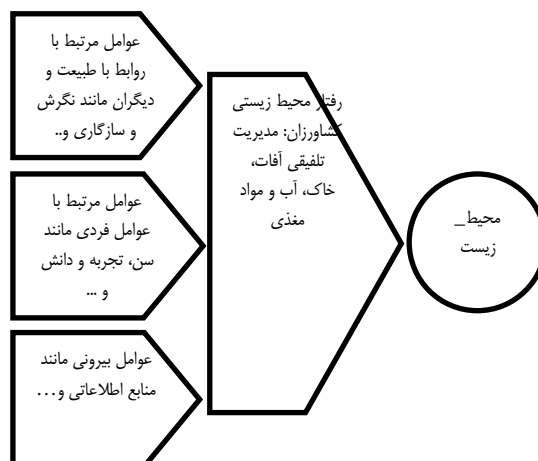 عوامل مرتبط با
روابط با طبیعت و
دیگران مانند نگرش
و سازگاری و..
عوامل مرتبط با
عوامل فردی مانند
سن، تجربه و دانش
و ...
عوامل بیرونی مانند
منابع اطلاعاتی و...
رفتار محیط زیستی
کشاورزان: مدیریت
تلفیقی آفات،
خاک، آب و مواد
مغذی
محیط_
زیست